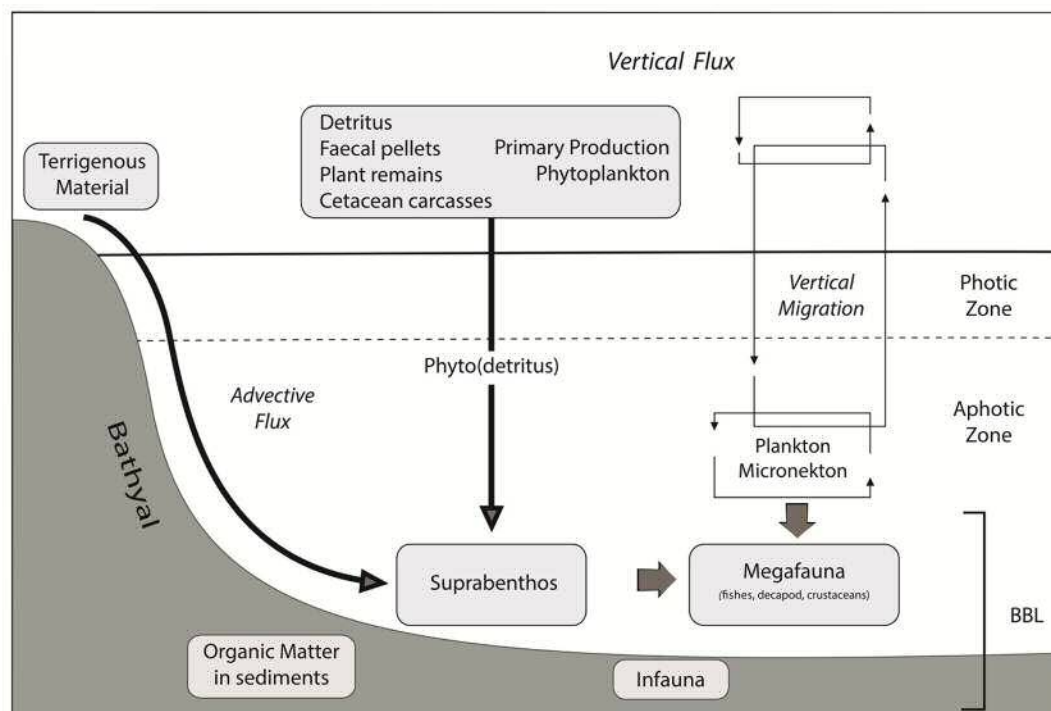 Vertical Flux
Detritus
Faecal pellets
Plant remains
Cetacean carcasses
Primary Production
Phytoplankton
Terrigenous
Material
Vertical
Migration
Photic
Zone
Phyto(detritus)
Advective
Flux
Aphotic
Zone
Bathyal
Plankton
Micronekton
Suprabenthos
Megafauna
(fishes, decapod, crustaceans)
BBL
Organic Matter
in sediments
Infauna